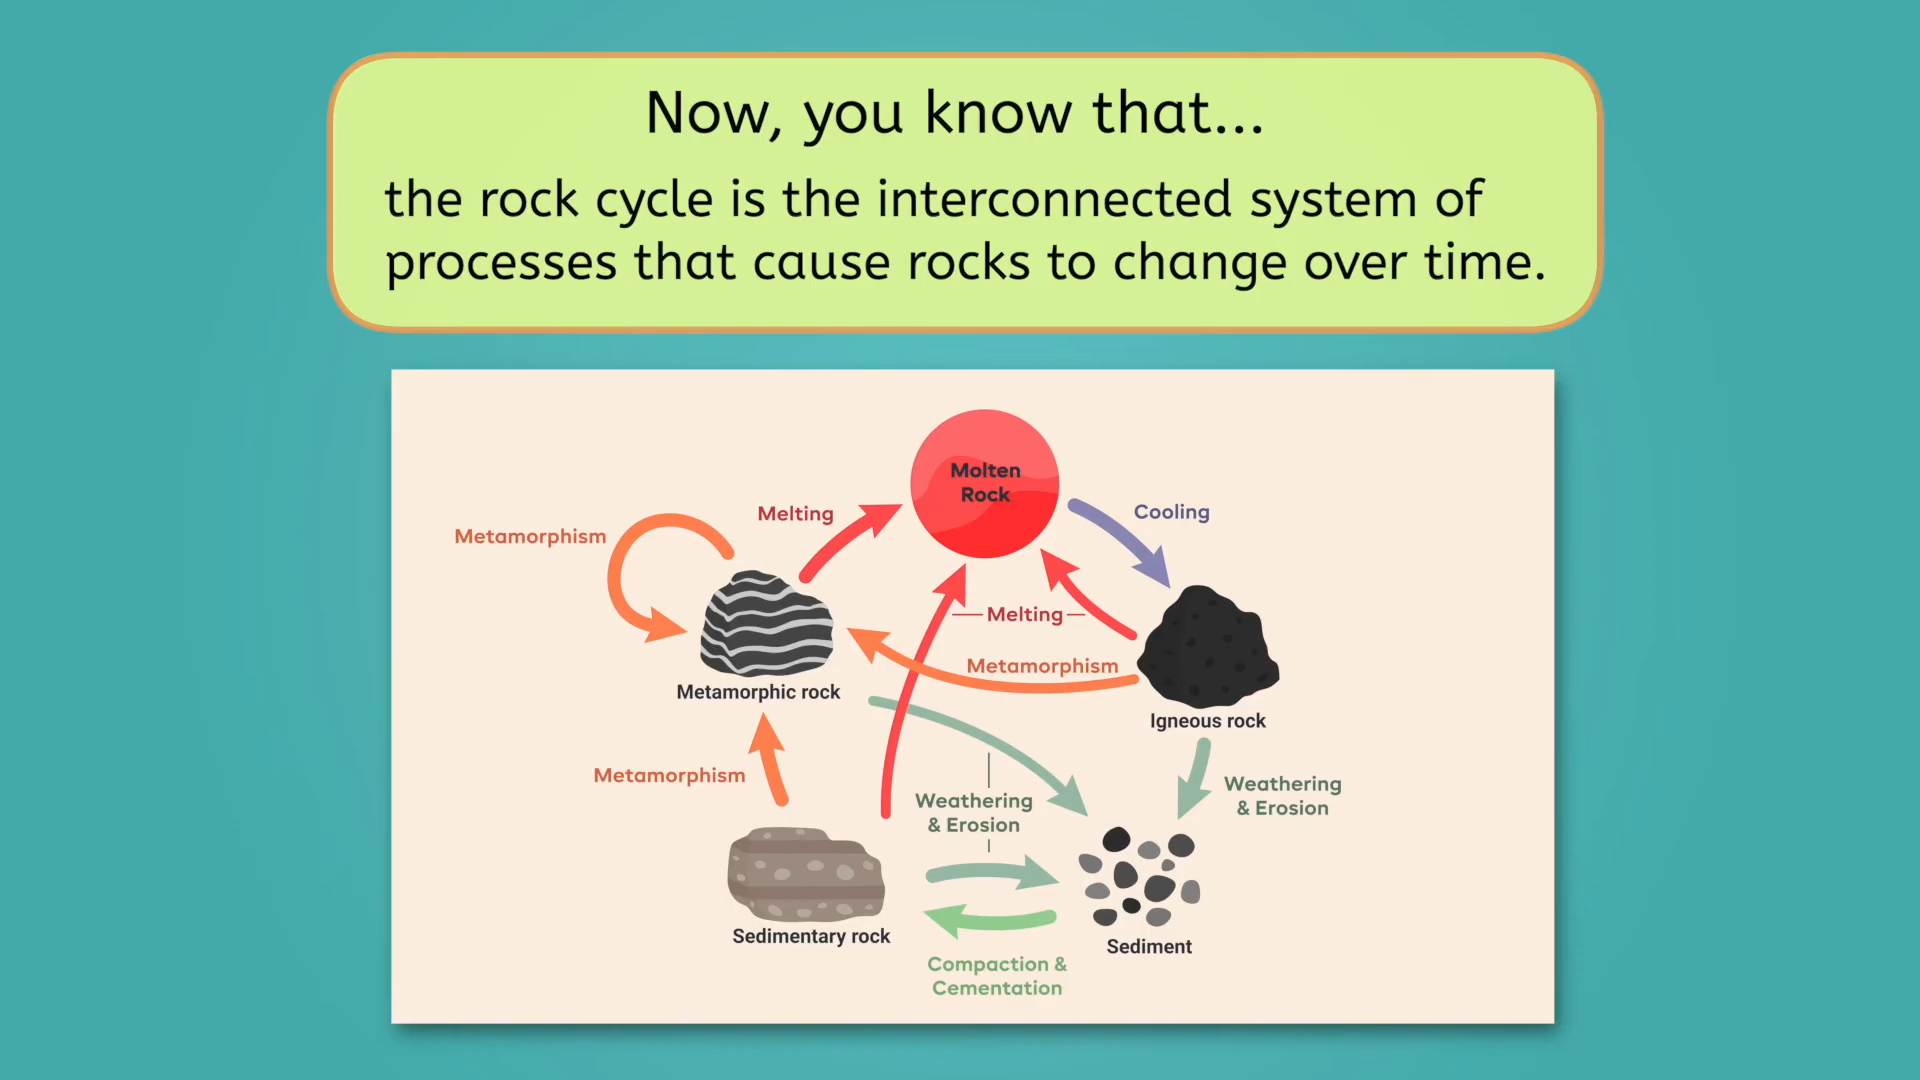 Now, you know that...
the rock cycle is the interconnected system of
processes that cause rocks to change over time.
Molten
Rock
Melting
Cooling
Metamorphism
Melting
Metamorphism
Metamorphic rock
Igneous rock
Metamorphism
Weathering
& Erosion
Weathering
& Erosion
Sedimentary rock
Sediment
Compaction &
Cementation